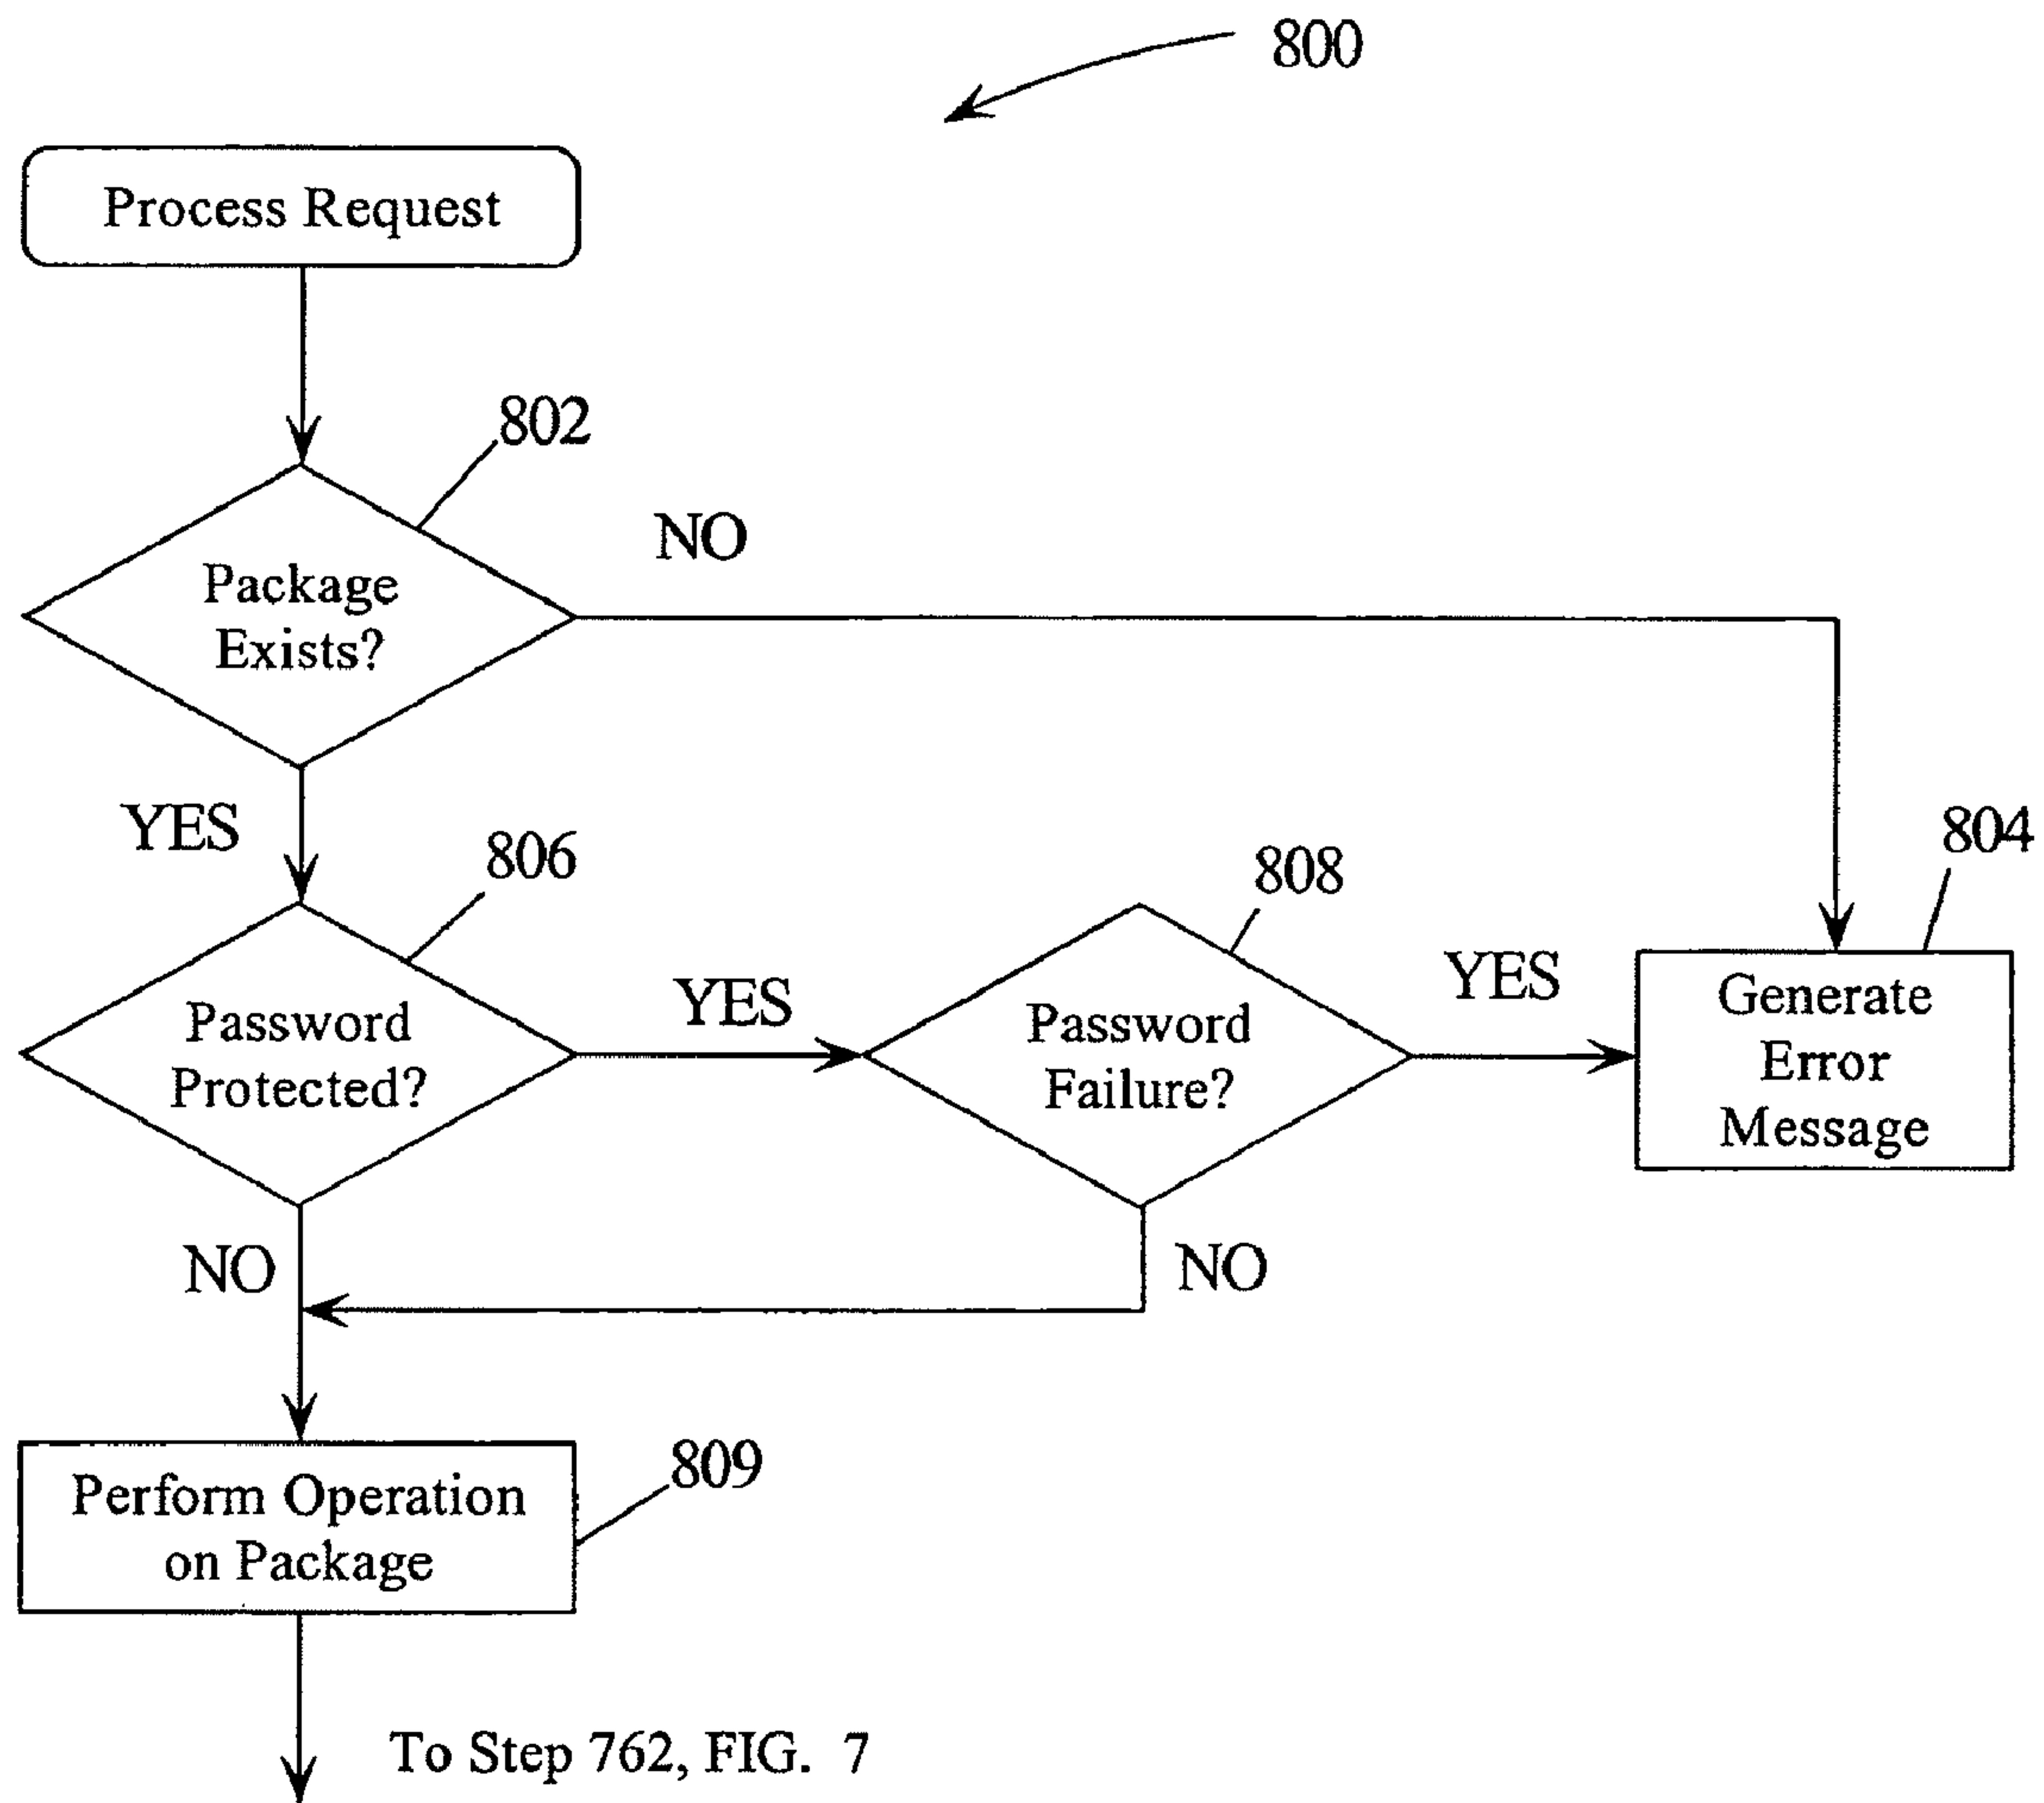 800
Process Request
802
NO
Package
Exists?
YES
806
808
804
Password
Protected?
YES
Password
Failure?
YES
Generate
Error
Message
NO
NO
Perform Operation
on Package
809
To Step 762, FIG. 7